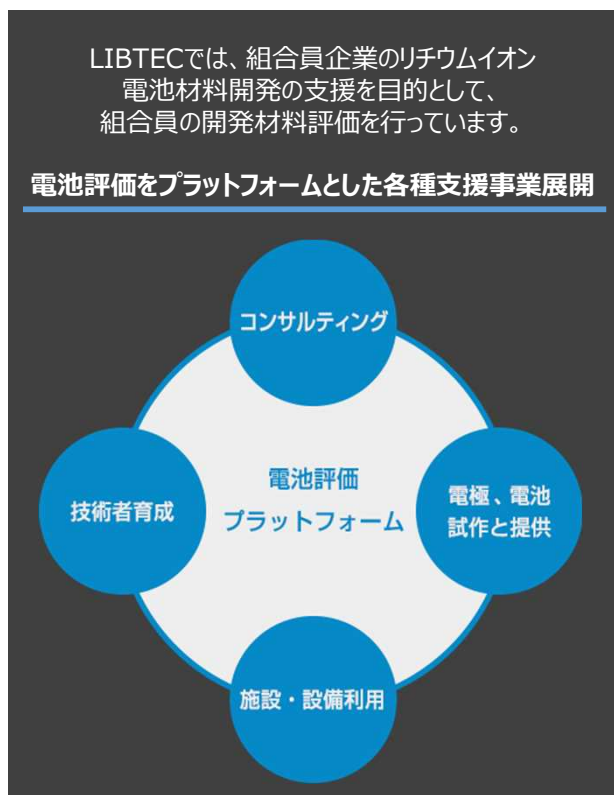 LIBTECでは、組合員企業のリチウムイオン
電池材料開発の支援を目的として、
組合員の開発材料評価を行っています。
電池評価をプラットフォームとした各種支援事業展開
コンサルティング
技術者育成
電池評価
プラットフォーム
電極、電池
試作と提供
施設・設備利用